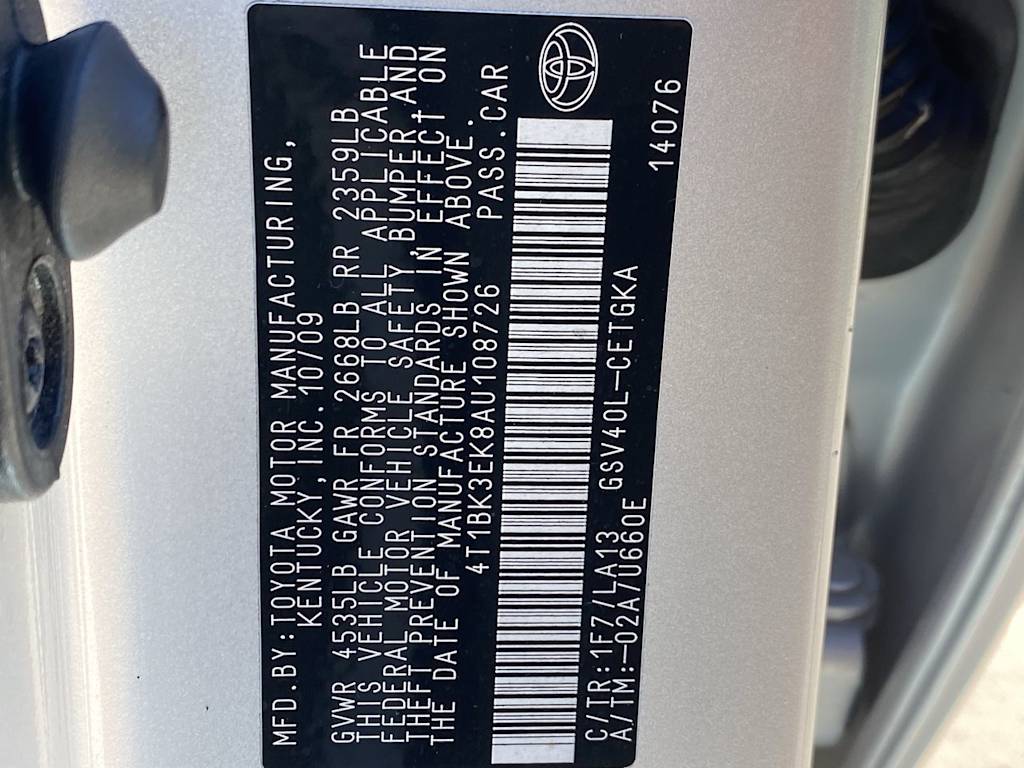 MFD.BY:TOYOTA MOTOR MANUFACTURING,
KENTUCKY,INC. 10/09
GVWR 4535LB GAWR FR 2668LB RR 2359LB
THIS VEHICLE CONFORMS TO ALL APPLICABLE
FEDERAL MOTOR VEHICLE SAFETY,BUMPER,AND
THEFT PREVENTION STANDARDS IN EFFECT ON
THE DATE OF MANUFACTURE SHOWN ABOVE.
4T1BK3EK8AU108726 PASS.CAR
C/TR:1F7/LA13 GSV40L-CETGKA
A/TM:-02A/U660E
14076